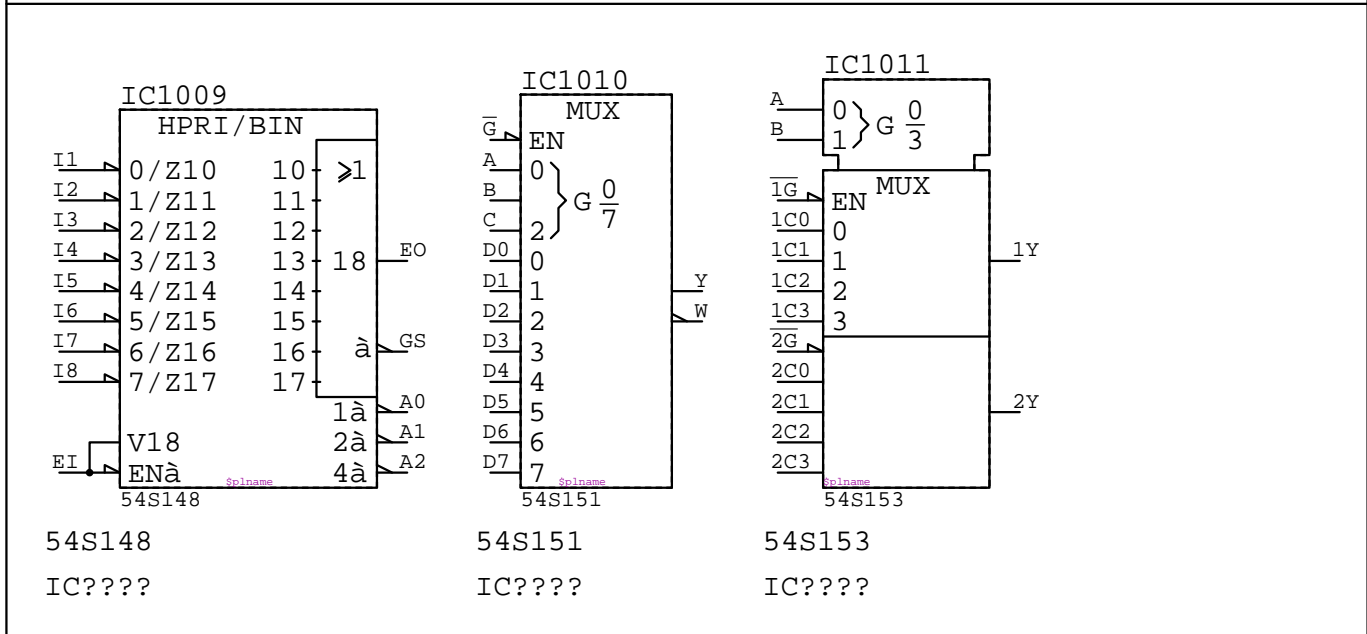 IC1009
HPRI/BIN
I1 0/Z10 10 ⩾1
I2 1/Z11 11
I3 2/Z12 12
I4 3/Z13 13 18 EO
I5 4/Z14 14
I6 5/Z15 15
I7 6/Z16 16 à GS
I8 7/Z17 17
1à A0
V18 2à A1
EI ENà 4à A2
$plname
54S148
54S148
IC????
IC1010
MUX
G EN
A 0
B G 0/7
C 2
D0 0
D1 1 Y
D2 2 W
D3 3
D4 4
D5 5
D6 6
D7 7
$plname
54S151
54S151
IC????
IC1011
A 0
B 1 G 0/3
MUX
1G EN
1C0 0
1C1 1 1Y
1C2 2
1C3 3
2G
2C0
2C1 2Y
2C2
2C3
$plname
54S153
54S153
IC????